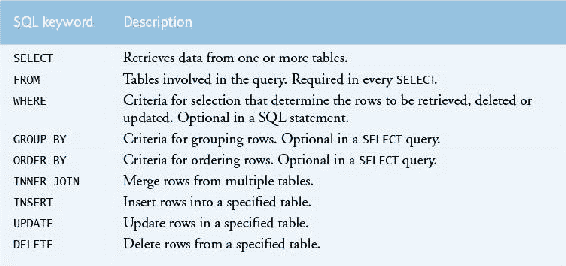 SQL keyword Description
SELECT Retrieves data from one or more tables.
FROM Tables involved in the query. Required in every SELECT.
WHERE Criteria for selection that determine the rows to be retrieved, deleted or
updated. Optional in a SQL statement.
GROUP BY Criteria for grouping rows. Optional in a SELECT query.
ORDER BY Criteria for ordering rows. Optional in a SELECT query.
INNER JOIN Merge rows from multiple tables.
INSERT Insert rows into a specified table.
UPDATE Update rows in a specified table.
DELETE Delete rows from a specified table.